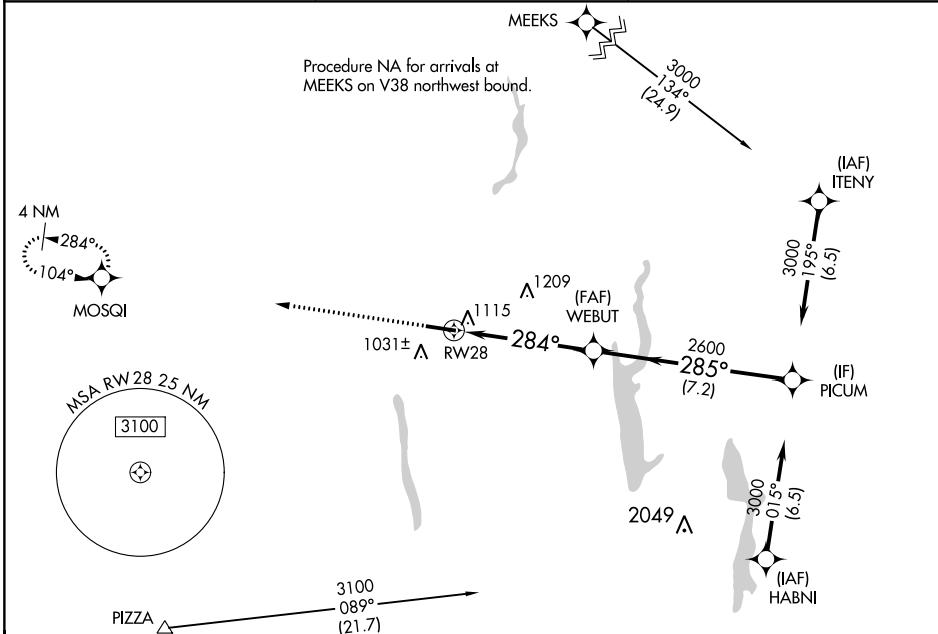 MEEKS
Procedure NA for arrivals at
MEEKS on V38 northwest bound.
3000
134°
(24.9)
(IAF)
ITENY
3000
195°
(6.5)
4 NM
284°
104°
MOSQI
1209
1115
1031±
RW28
(FAF)
WEBUT
284°
2600
285°
(7.2)
(IF)
PICUM
MSA RW 28 25 NM
3100
2049
3000
015°
(6.5)
(IAF)
HABNI
PIZZA
3100
089°
(21.7)